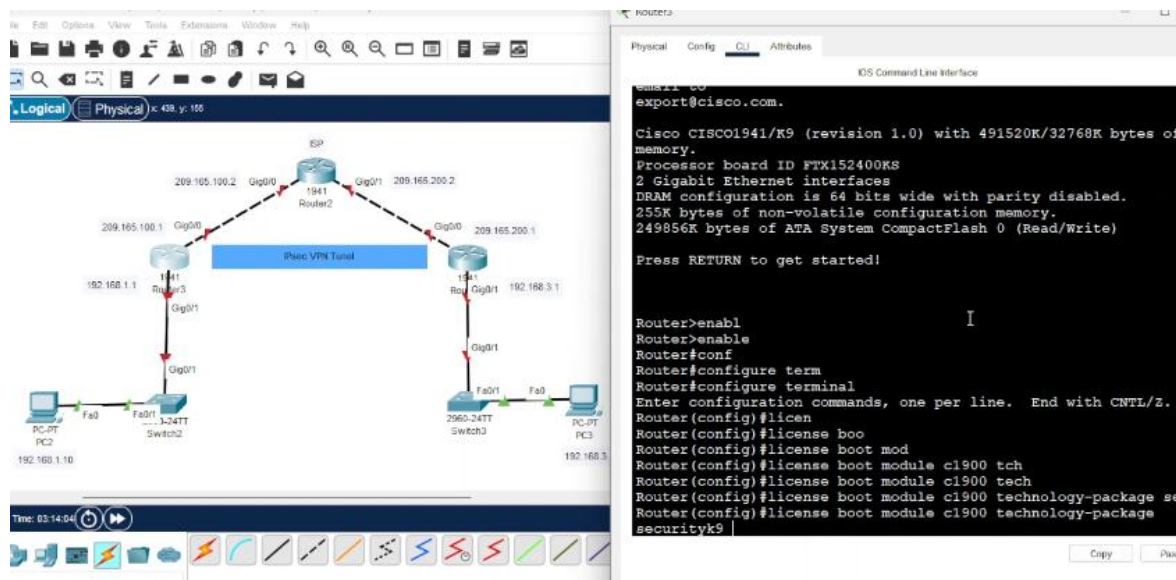 File Edit Options View Tools Extensions Window Help
Logical Physical x: 439, y: 155
ISP
209.165.100.2 Gig0/0 Gig0/1 209.165.200.2
1941
Router2
209.165.100.1 Gig0/0 Gig0/0 209.165.200.1
IPsec VPN Tunel
1941 1941
192.168.1.1 Router3 Rou Gig0/1 192.168.3.1
Gig0/1
Gig0/1
Gig0/1
Fa0 Fa0/1 -24TT Fa0/1 Fa0
PC-PT Switch2 2960-24TT PC-PT
PC2 Switch3 PC3
192.168.1.10 192.168.3
Time: 03:14:04
Router3
Physical Config CLI Attributes
IOS Command Line Interface
email to
export@cisco.com.
Cisco CISCO1941/K9 (revision 1.0) with 491520K/32768K bytes of
memory.
Processor board ID FTX152400KS
2 Gigabit Ethernet interfaces
DRAM configuration is 64 bits wide with parity disabled.
255K bytes of non-volatile configuration memory.
249856K bytes of ATA System CompactFlash 0 (Read/Write)
Press RETURN to get started!
Router>enabl
Router>enable
Router#conf
Router#configure term
Router#configure terminal
Enter configuration commands, one per line. End with CNTL/Z.
Router(config)#licen
Router(config)#license boo
Router(config)#license boot mod
Router(config)#license boot module c1900 tch
Router(config)#license boot module c1900 tech
Router(config)#license boot module c1900 technology-package se
Router(config)#license boot module c1900 technology-package
securityk9
Copy Pas